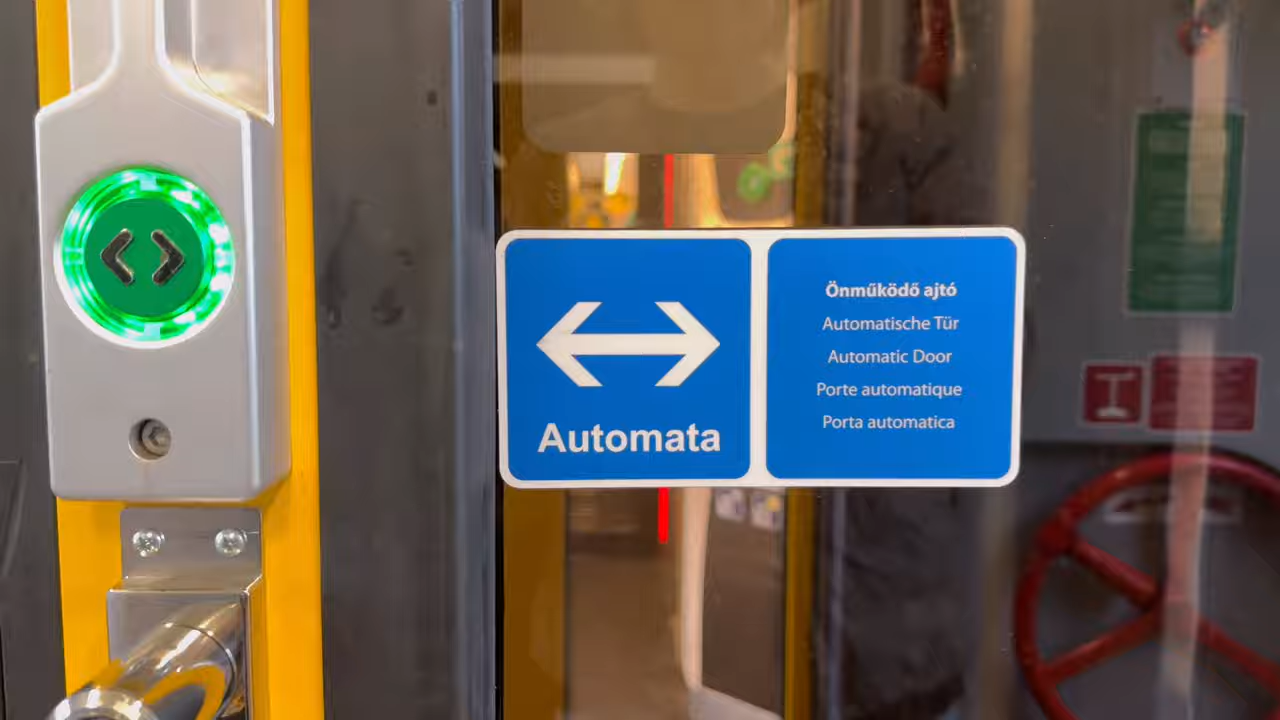 Automata
Önműködő ajtó
Automatische Tür
Automatic Door
Porte automatique
Porta automatica